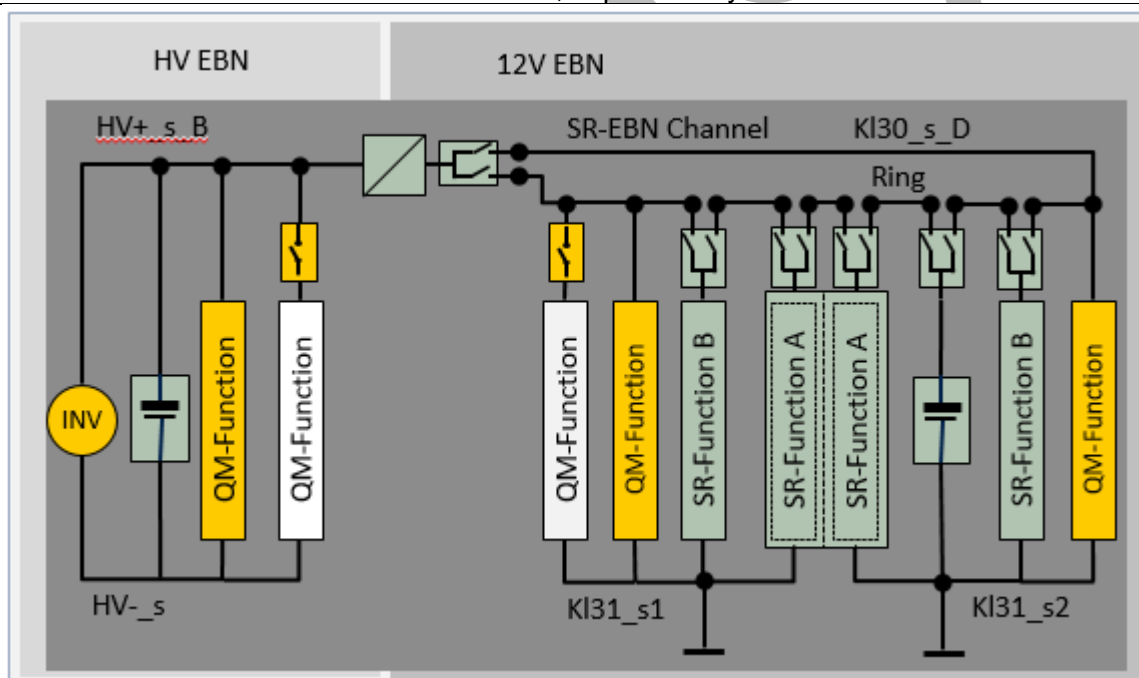 HV EBN
12V EBN
HV+_s_B
SR-EBN Channel
Kl30_s_D
Ring
INV
QM-Function
QM-Function
QM-Function
QM-Function
SR-Function B
SR-Function A
SR-Function A
SR-Function B
QM-Function
HV-_s
Kl31_s1
Kl31_s2